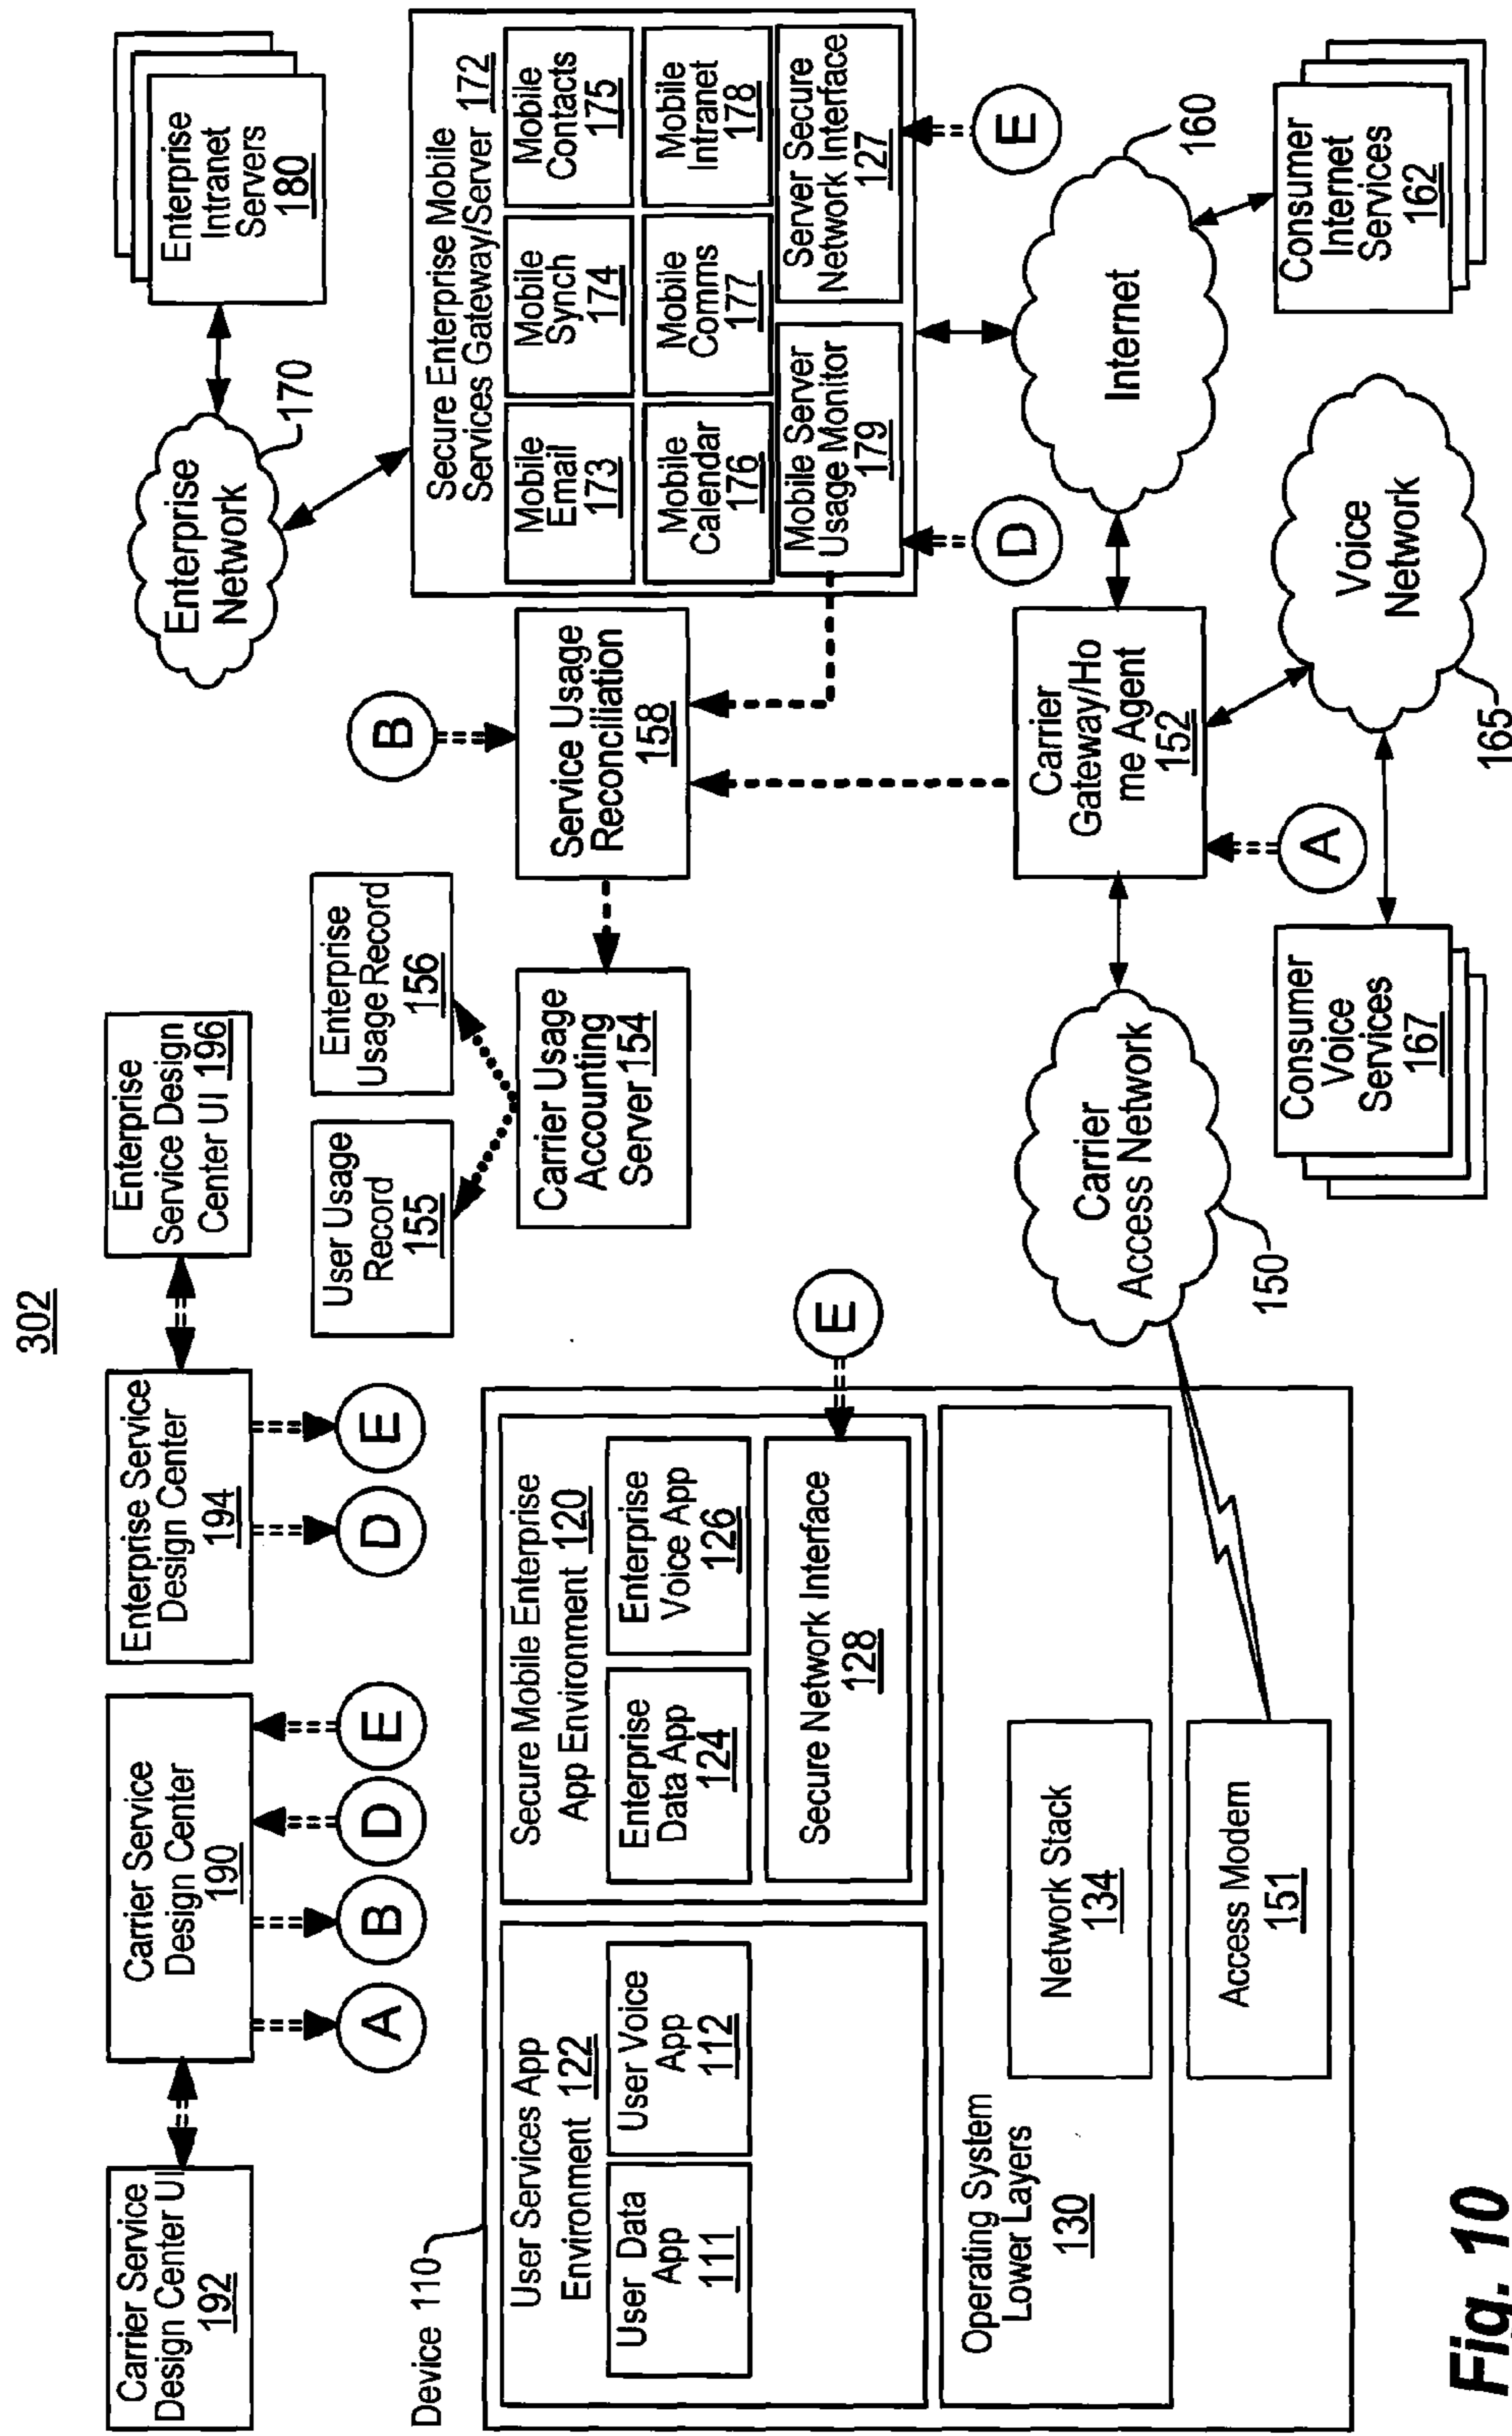 302
Carrier Service
Design Center UI
192
Carrier Service
Design Center
190
A
B
D
E
Enterprise Service
Design Center
194
D
E
Enterprise
Service Design
Center UI 196
User Usage
Record
155
Enterprise
Usage Record
156
Carrier Usage
Accounting
Server 154
Service Usage
Reconciliation
158
B
Enterprise
Network
170
Enterprise
Intranet
Servers
180
Secure Enterprise Mobile
Services Gateway/Server 172
Mobile
Email
173
Mobile
Synch
174
Mobile
Contacts
175
Mobile
Calendar
176
Mobile
Comms
177
Mobile
Intranet
178
Mobile Server
Usage Monitor
179
Server Secure
Network Interface
127
D
E
Device 110
User Services App
Environment 122
User Data
App
111
User Voice
App
112
Secure Mobile Enterprise
App Environment 120
Enterprise
Data App
124
Enterprise
Voice App
126
Secure Network Interface
128
E
Operating System
Lower Layers
130
Network Stack
134
Access Modem
151
Carrier
Access Network
150
Carrier
Gateway/Ho
me Agent
152
A
Internet
160
Consumer
Internet
Services
162
Voice
Network
165
Consumer
Voice
Services
167
Fig. 10